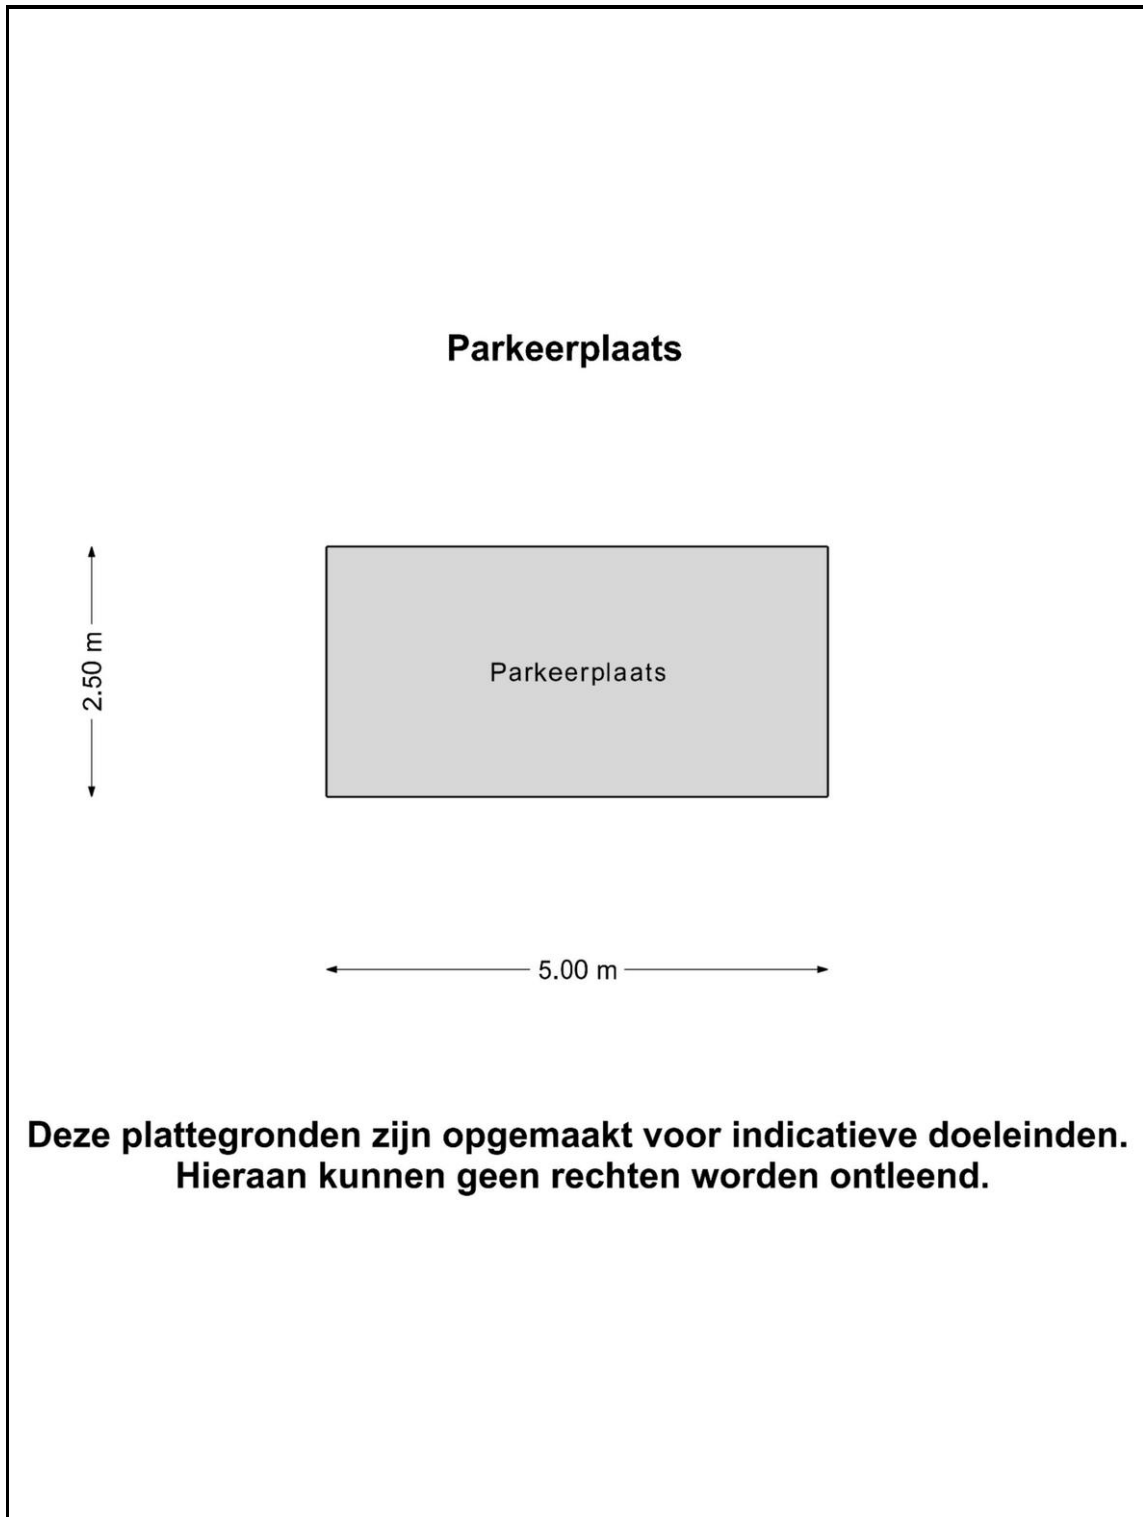 Parkeerplaats
2.50 m
Parkeerplaats
5.00 m
Deze plattegronden zijn opgemaakt voor indicatieve doeleinden.
Hieraan kunnen geen rechten worden ontleend.